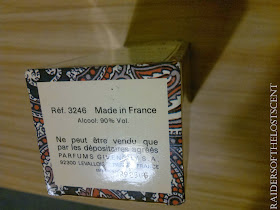 Réf. 3246 Made in France
Alcool: 90% Vol.
Ne peut être vendu que
par les dépositaires agréés
PARFUMS GIVENCHY S.A.
92300 LEVALLOIS FRANCE
RAIDERSOFTHELOSTSCENT